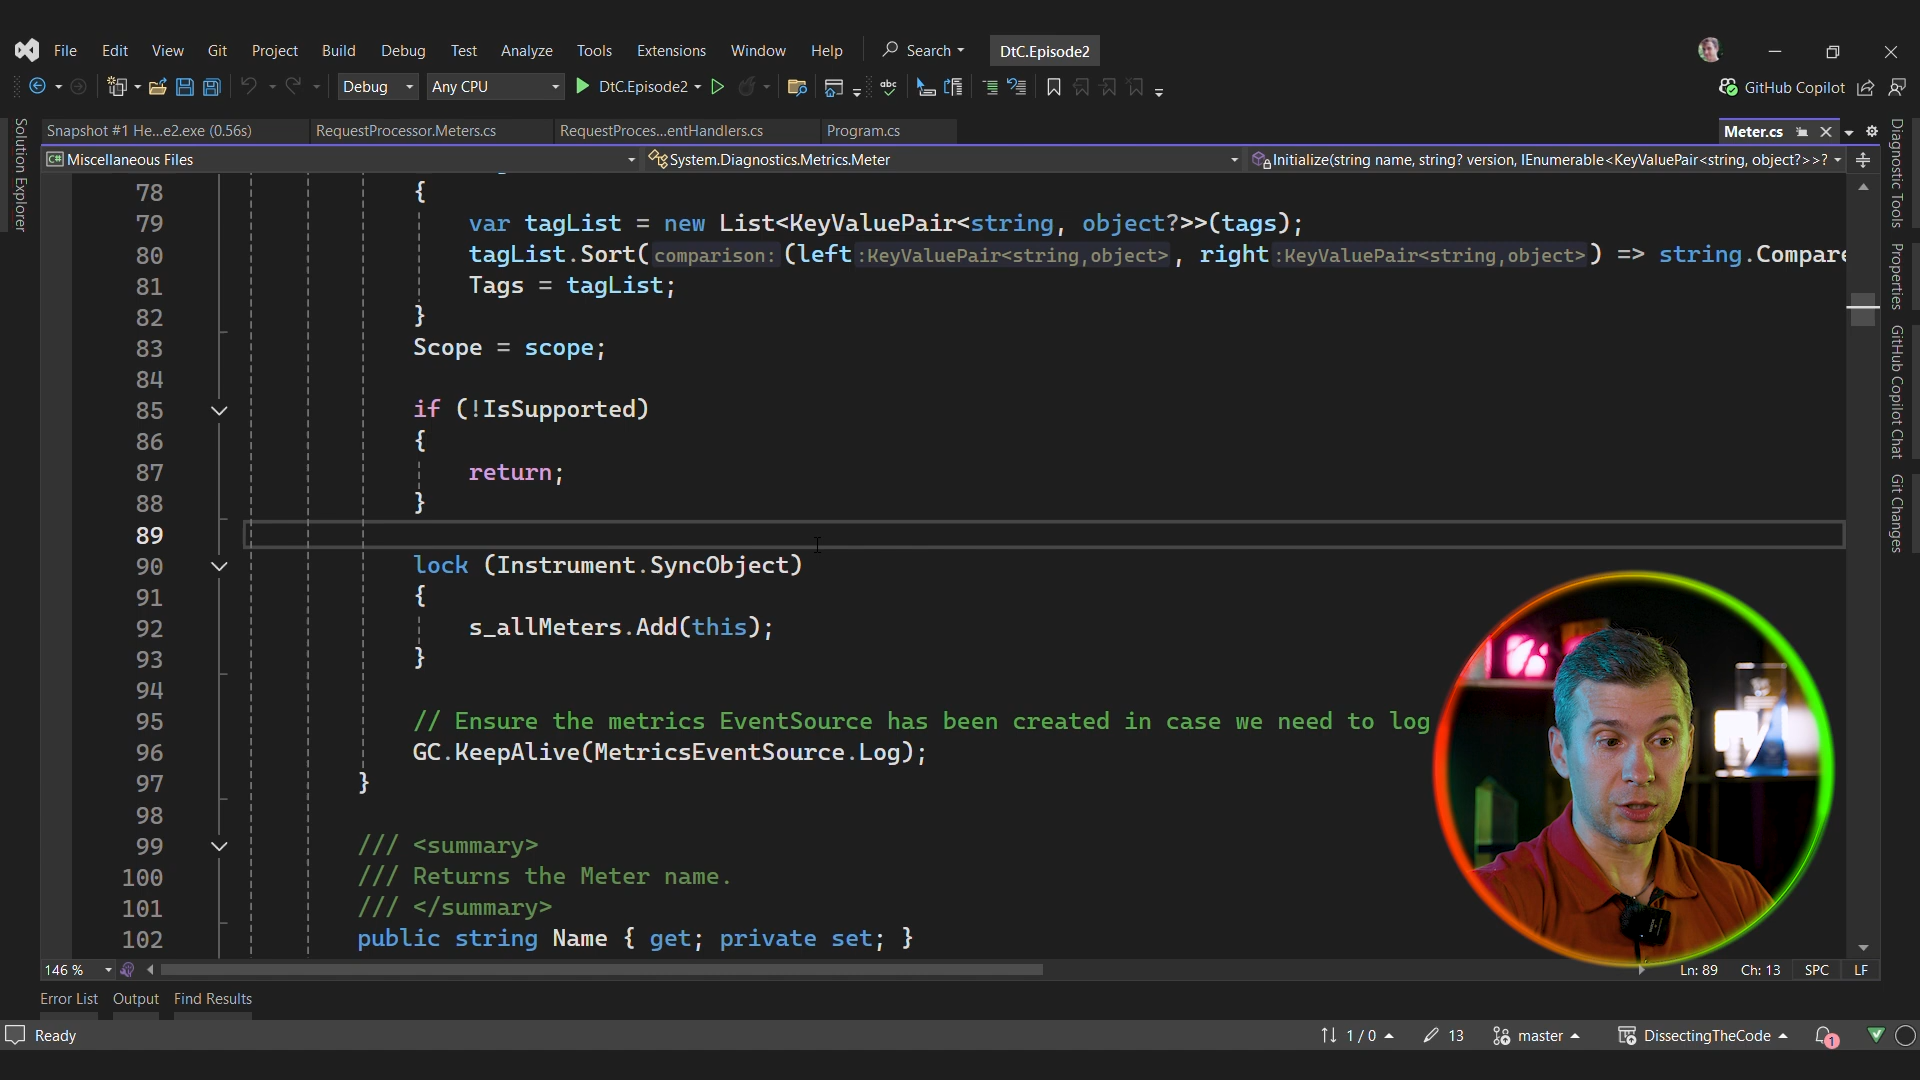 File Edit View Git Project Build Debug Test Analyze Tools Extensions Window Help Search DtC.Episode2
Debug Any CPU DtC.Episode2 GitHub Copilot
Snapshot #1 He...e2.exe (0.56s) RequestProcessor.Meters.cs RequestProces...entHandlers.cs Program.cs Meter.cs
Miscellaneous Files System.Diagnostics.Metrics.Meter Initialize(string name, string? version, IEnumerable<KeyValuePair<string, object?>>?
Solution Explorer
78 {
79 var tagList = new List<KeyValuePair<string, object?>>(tags);
80 tagList.Sort(comparison: (left :KeyValuePair<string,object>, right :KeyValuePair<string,object>) => string.Compare
81 Tags = tagList;
82 }
83 Scope = scope;
84
85 if (!IsSupported)
86 {
87 return;
88 }
89
90 lock (Instrument.SyncObject)
91 {
92 s_allMeters.Add(this);
93 }
94
95 // Ensure the metrics EventSource has been created in case we need to log
96 GC.KeepAlive(MetricsEventSource.Log);
97 }
98
99 /// <summary>
100 /// Returns the Meter name.
101 /// </summary>
102 public string Name { get; private set; }
Diagnostic Tools
Properties
GitHub Copilot Chat
Git Changes
146 % Ln: 89 Ch: 13 SPC LF
Error List Output Find Results
Ready 1 / 0 13 master DissectingTheCode 1